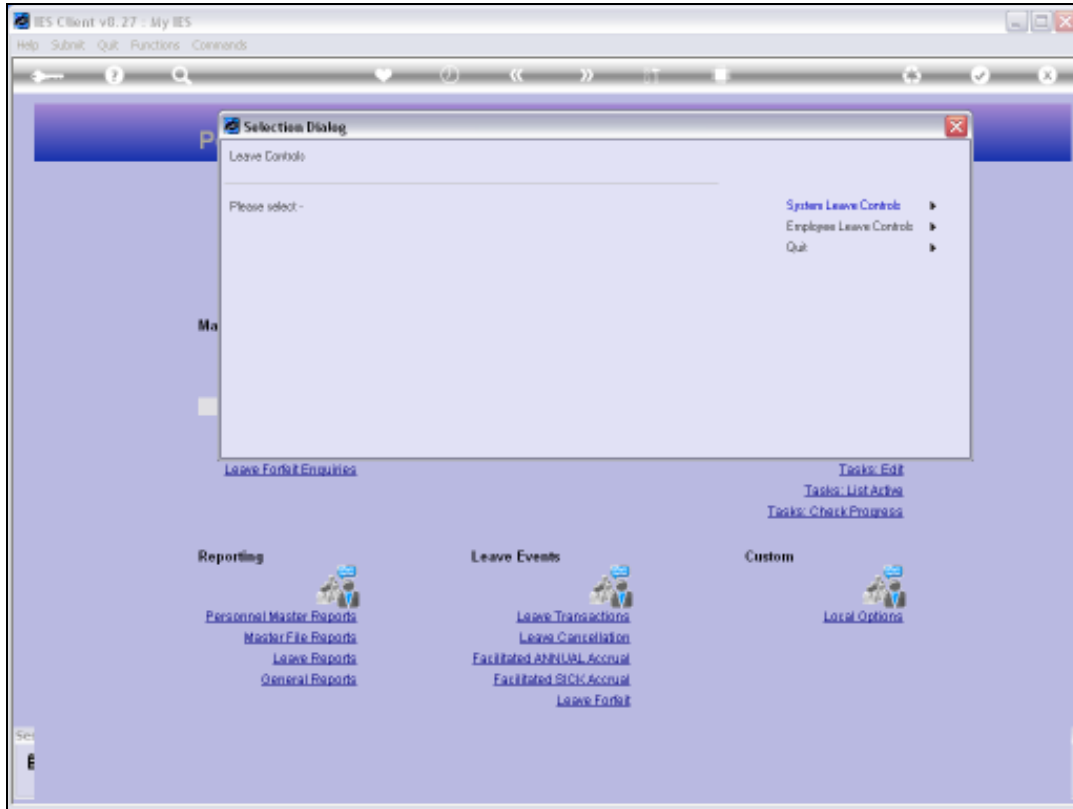 IES Client v8.27 : My IES
Help Submit Quit Functions Commands
Selection Dialog
Leave Controls
Please select -
System Leave Controls
Employee Leave Controls
Quit
Ma
Leave Forfeit Enquiries
Tasks: Edit
Tasks: List Active
Tasks: Check Progress
Reporting
Leave Events
Custom
Personnel Master Reports
Leave Transactions
Local Options
Master File Reports
Leave Cancellation
Leave Reports
Facilitated ANNUAL Accrual
General Reports
Facilitated SICK Accrual
Leave Forfeit